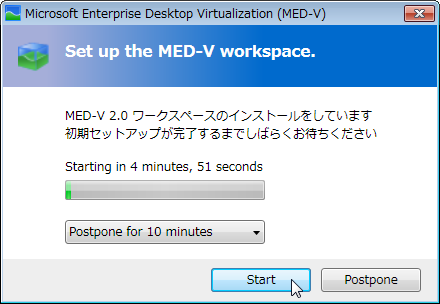 Microsoft Enterprise Desktop Virtualization (MED-V)
Set up the MED-V workspace.
MED-V 2.0 ワークスペースのインストールをしています
初期セットアップが完了するまでしばらくお待ちください
Starting in 4 minutes, 51 seconds
Postpone for 10 minutes
Start
Postpone